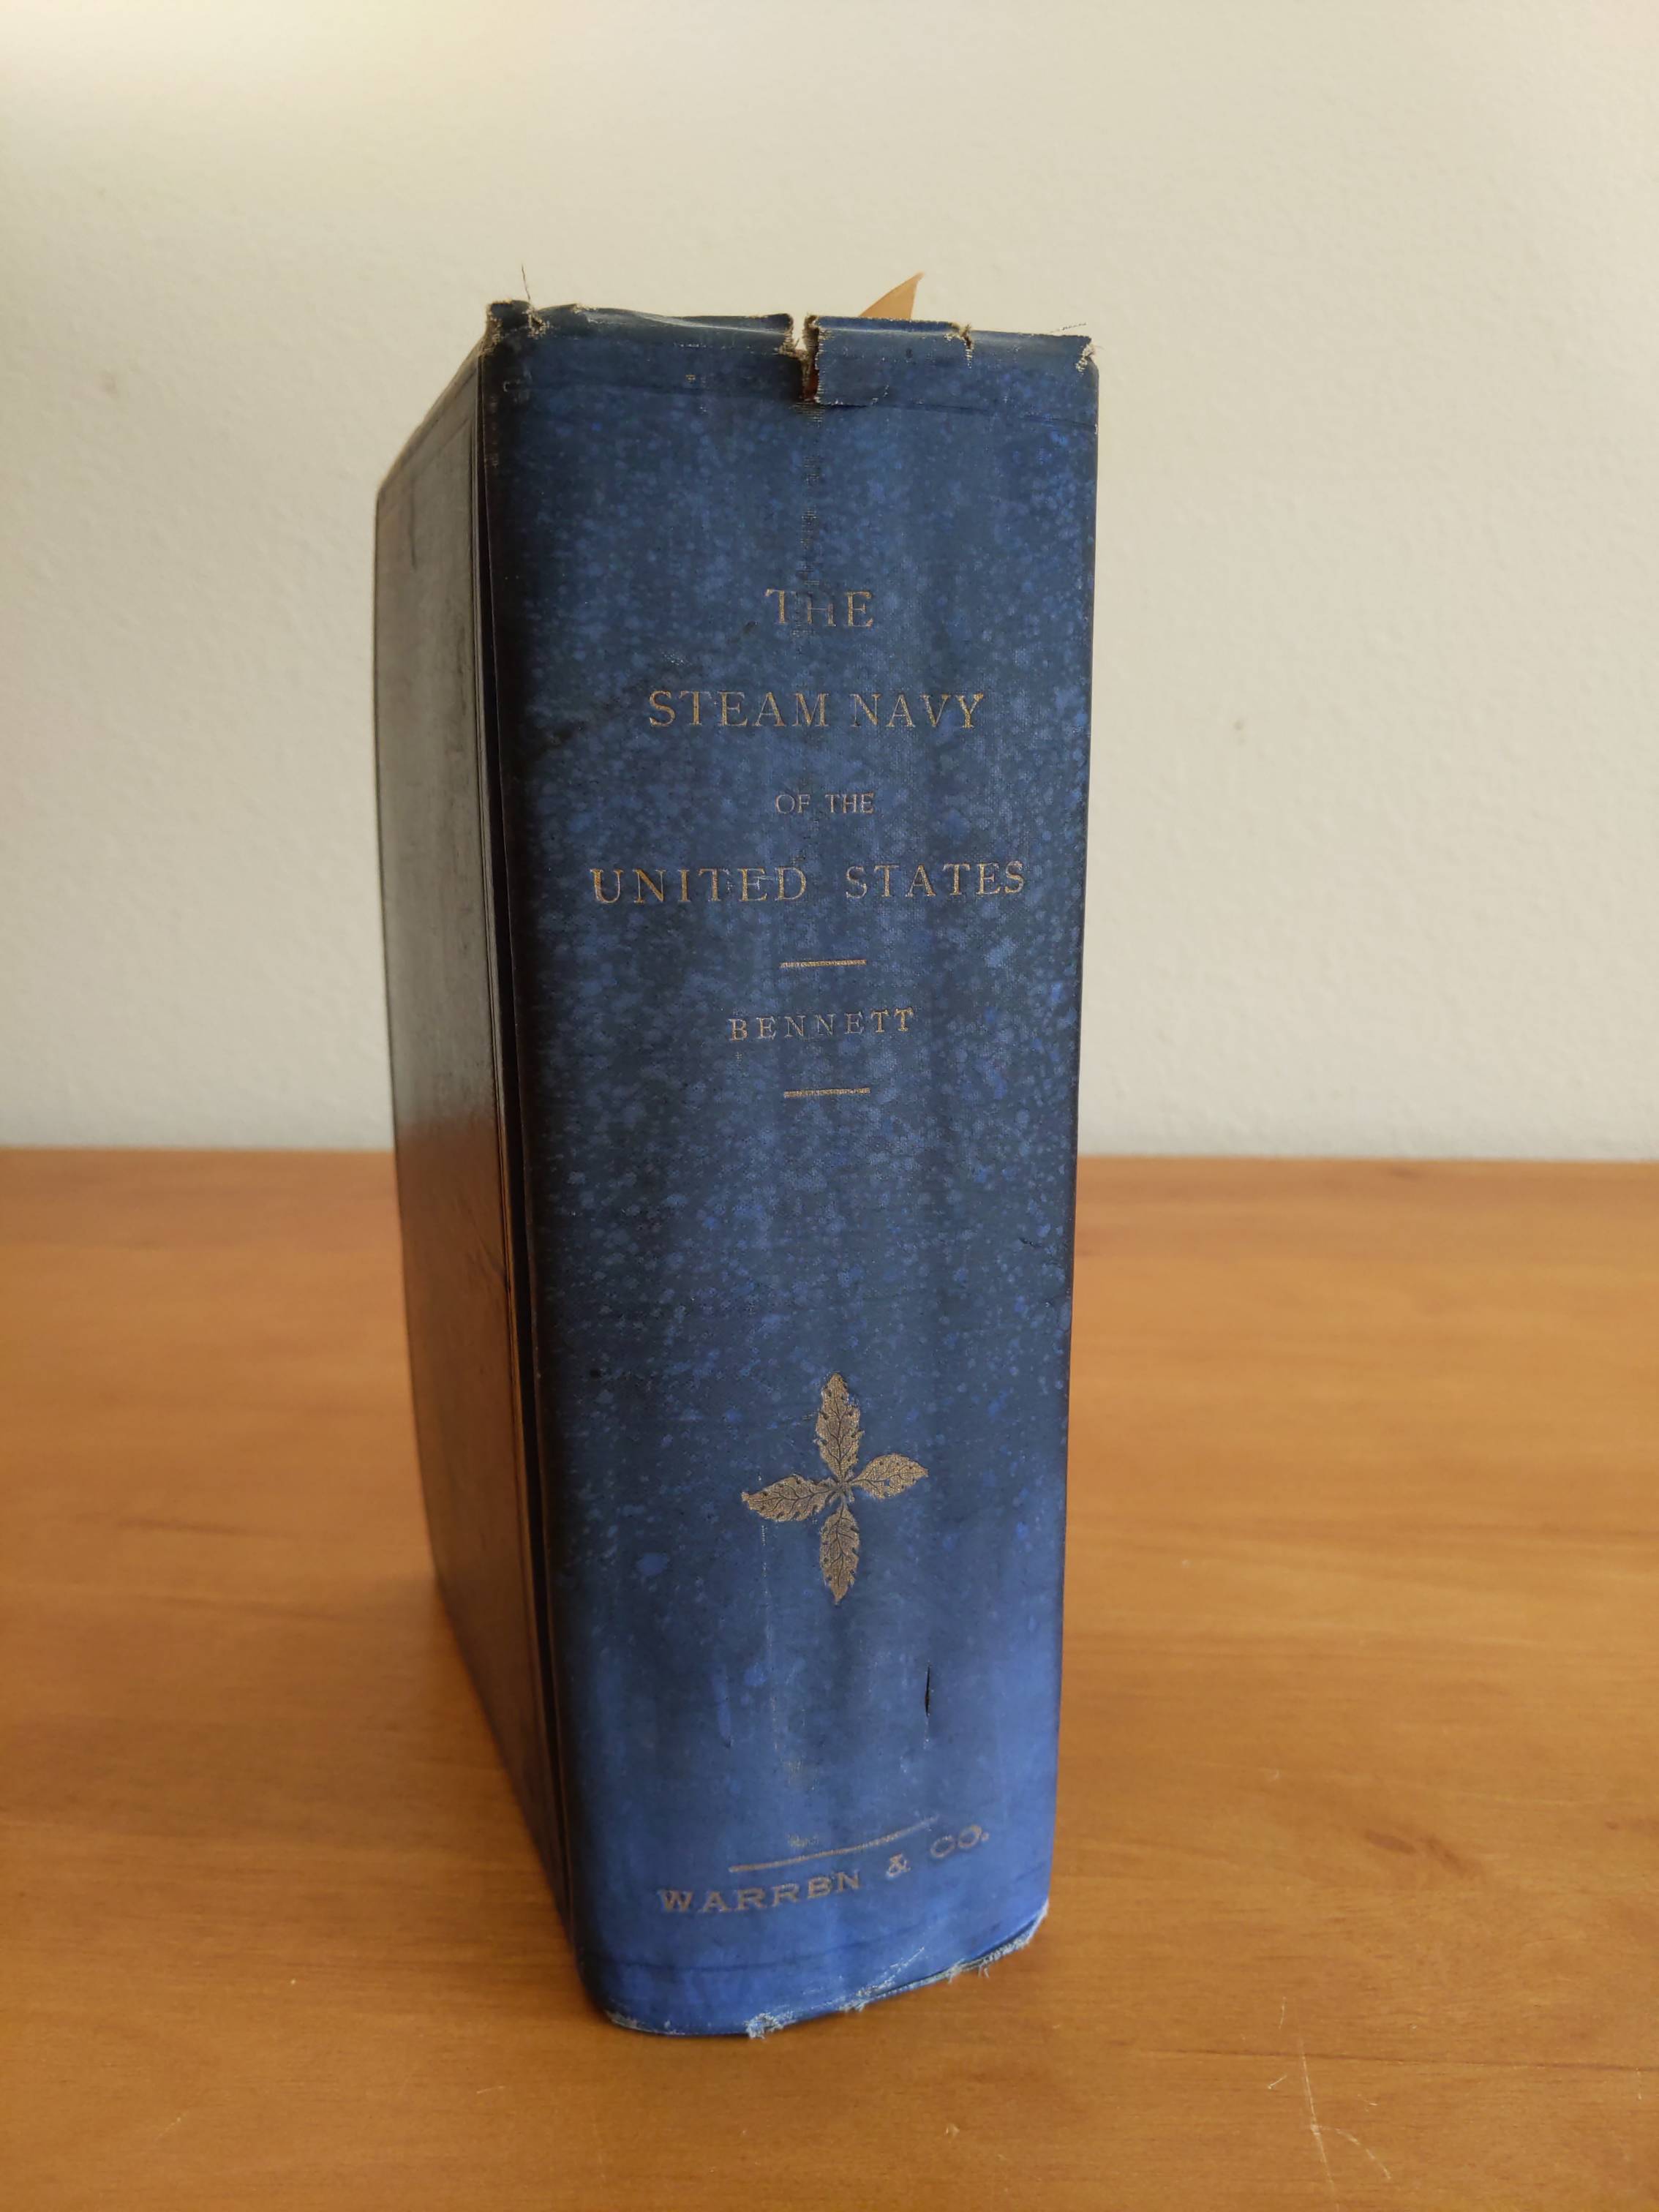 THE
STEAM NAVY
OF THE
UNITED STATES
BENNETT
WARREN & CO.